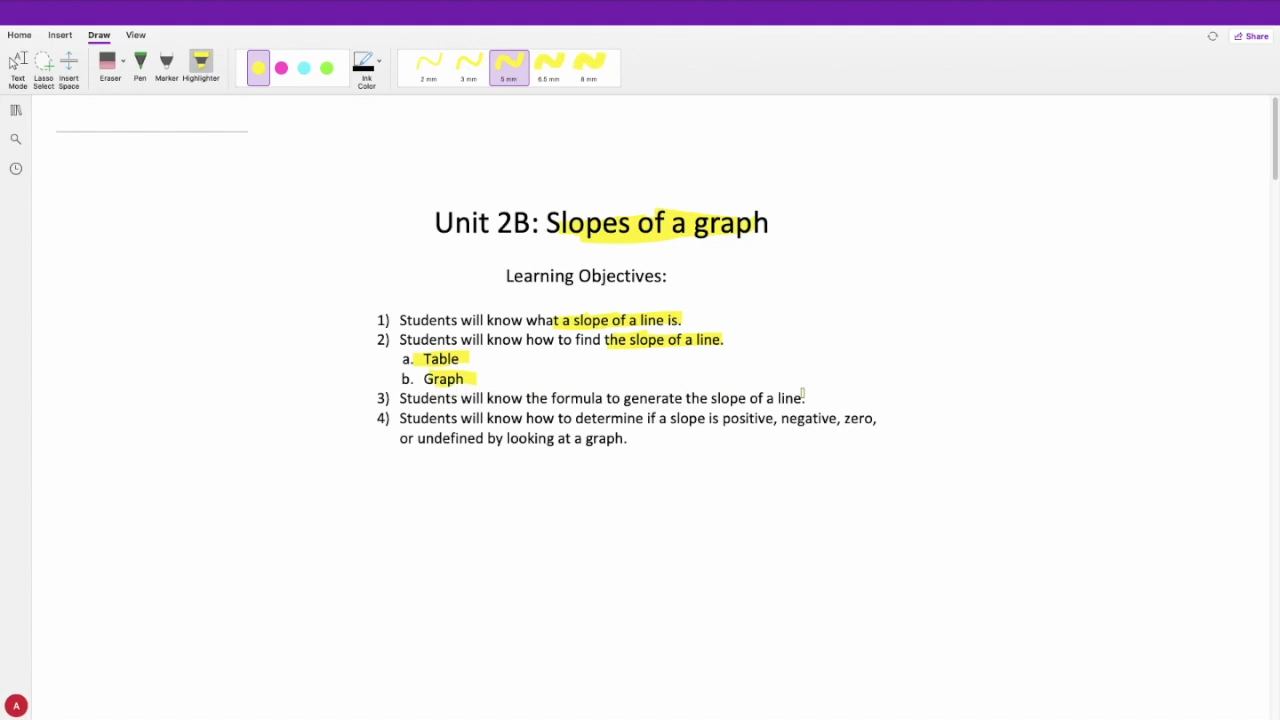 Home Insert Draw View
Share
Text Mode Lasso Select Insert Space Eraser Pen Marker Highlighter Ink Color 2 mm 3 mm 5 mm 6.5 mm 8 mm
Unit 2B: Slopes of a graph
Learning Objectives:
1) Students will know what a slope of a line is.
2) Students will know how to find the slope of a line.
a. Table
b. Graph
3) Students will know the formula to generate the slope of a line.
4) Students will know how to determine if a slope is positive, negative, zero,
or undefined by looking at a graph.
A